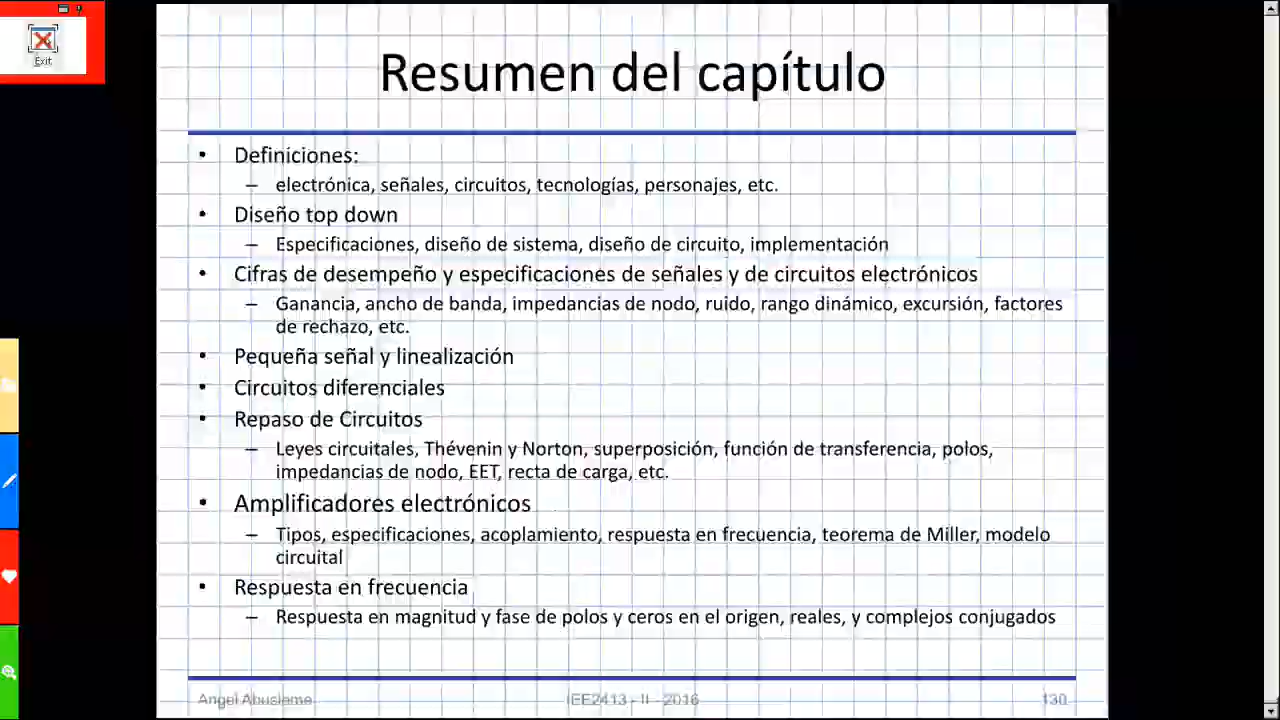 Exit
Resumen del capítulo
• Definiciones:
– electrónica, señales, circuitos, tecnologías, personajes, etc.
• Diseño top down
– Especificaciones, diseño de sistema, diseño de circuito, implementación
• Cifras de desempeño y especificaciones de señales y de circuitos electrónicos
– Ganancia, ancho de banda, impedancias de nodo, ruido, rango dinámico, excursión, factores
de rechazo, etc.
• Pequeña señal y linealización
• Circuitos diferenciales
• Repaso de Circuitos
– Leyes circuitales, Thévenin y Norton, superposición, función de transferencia, polos,
impedancias de nodo, EET, recta de carga, etc.
• Amplificadores electrónicos
– Tipos, especificaciones, acoplamiento, respuesta en frecuencia, teorema de Miller, modelo
circuital
• Respuesta en frecuencia
– Respuesta en magnitud y fase de polos y ceros en el origen, reales, y complejos conjugados
Angel Abusleme IEE2413 - II - 2016 130